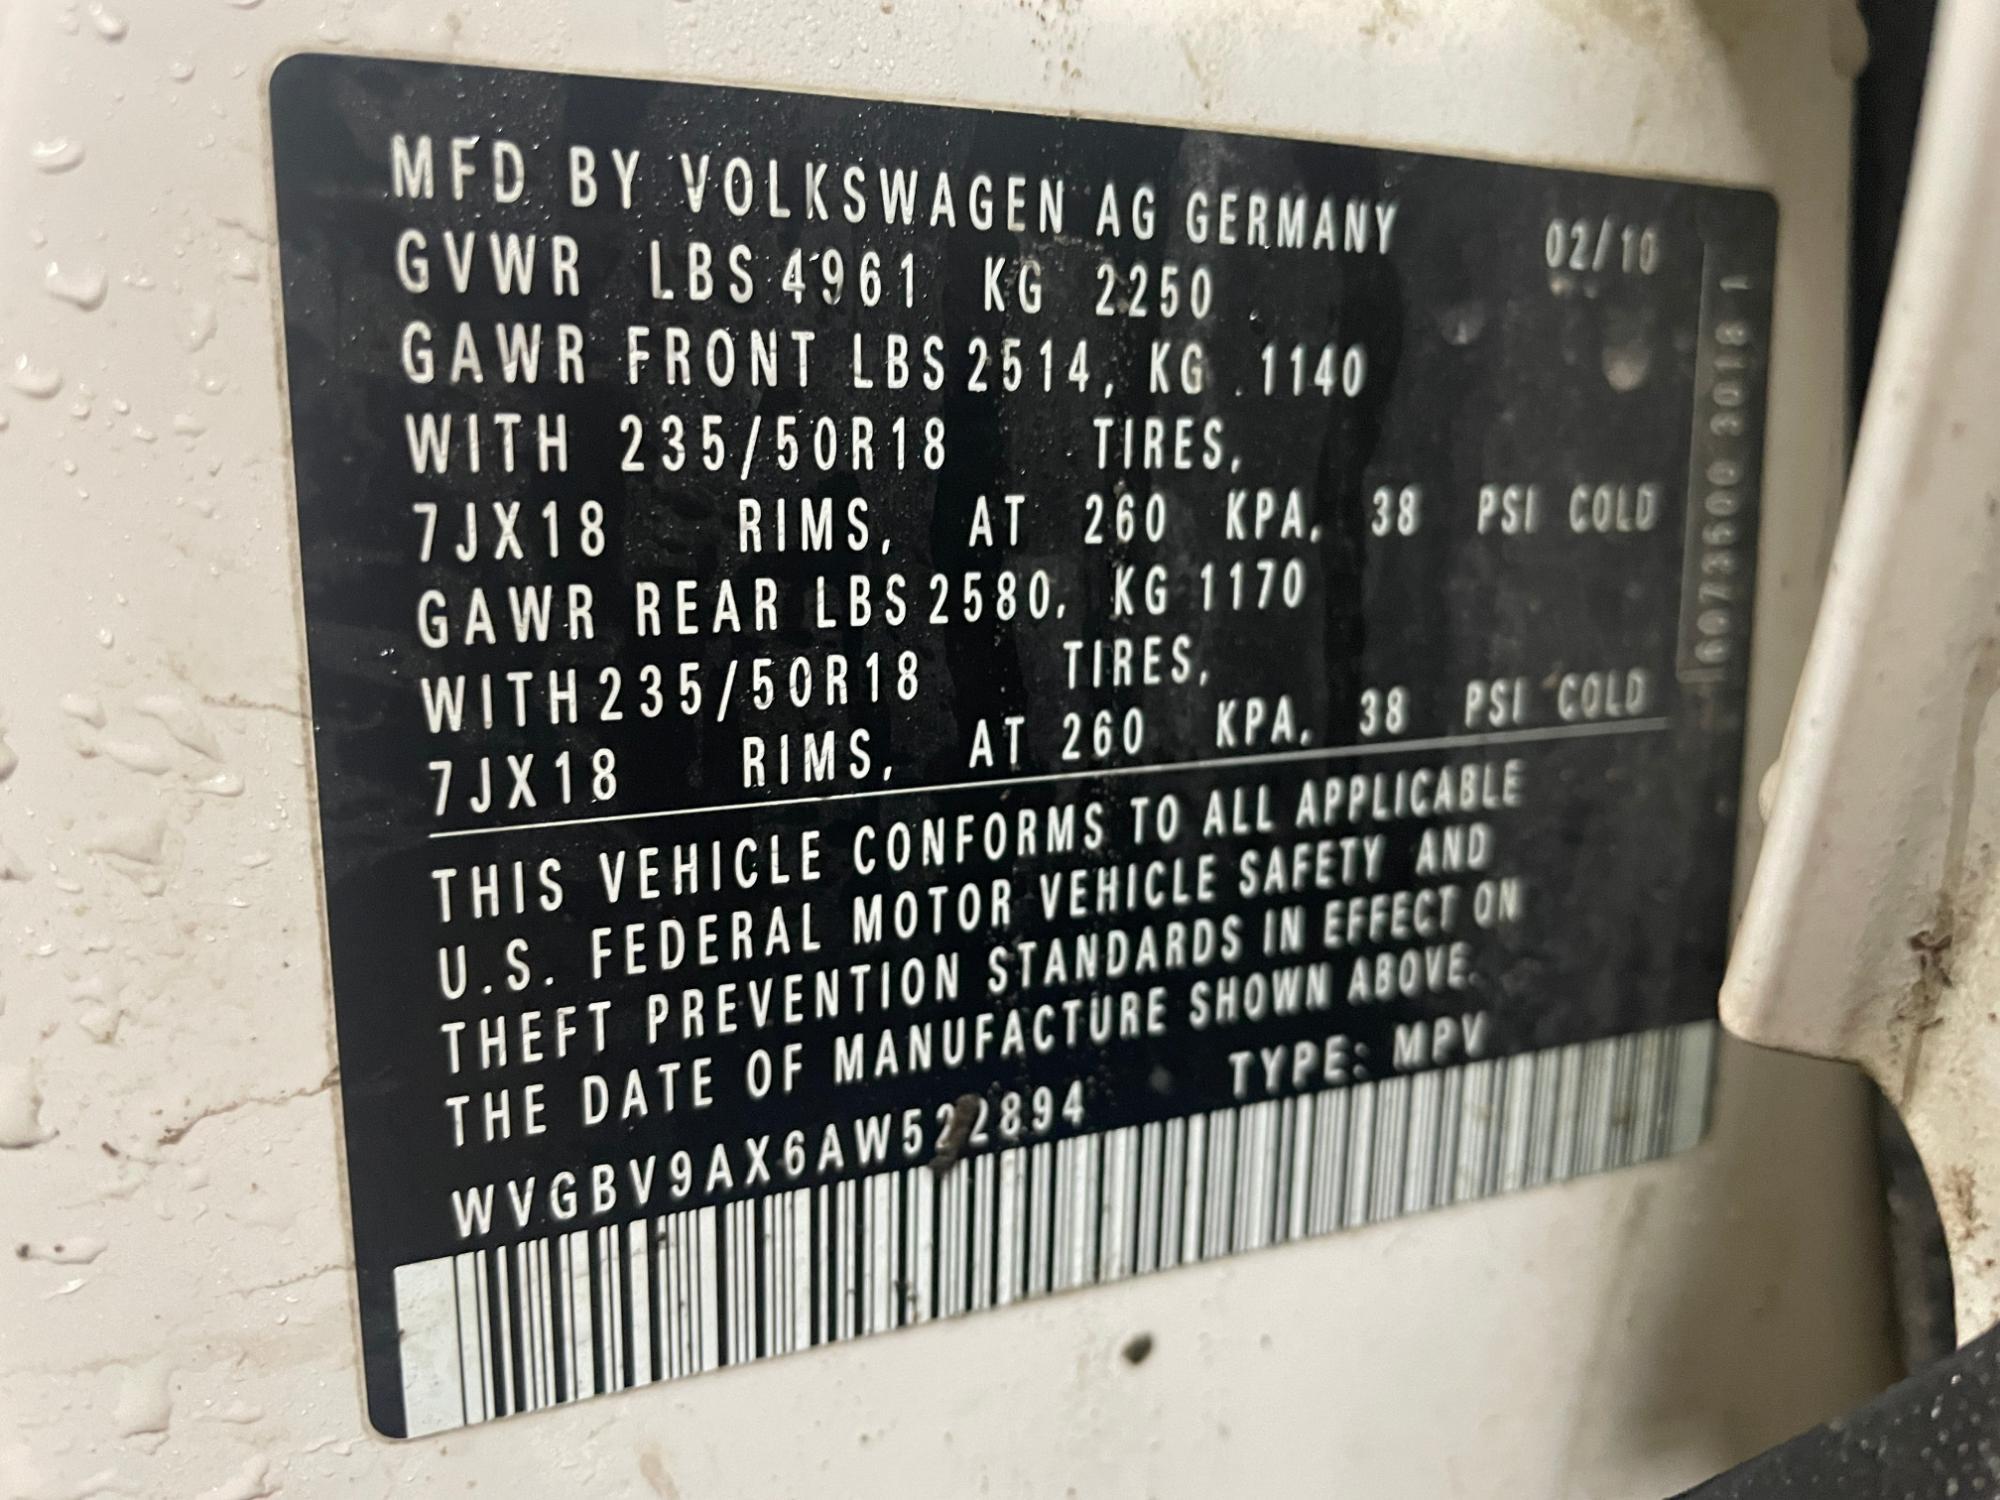 MFD BY VOLKSWAGEN AG GERMANY 02/10
GVWR LBS 4961 KG 2250
GAWR FRONT LBS 2514, KG 1140
WITH 235/50R18 TIRES,
7JX18 RIMS, AT 260 KPA, 38 PSI COLD
GAWR REAR LBS 2580, KG 1170
WITH 235/50R18 TIRES,
7JX18 RIMS, AT 260 KPA, 38 PSI COLD
THIS VEHICLE CONFORMS TO ALL APPLICABLE
U.S. FEDERAL MOTOR VEHICLE SAFETY AND
THEFT PREVENTION STANDARDS IN EFFECT ON
THE DATE OF MANUFACTURE SHOWN ABOVE.
WVGBV9AX6AW522894 TYPE: MPV